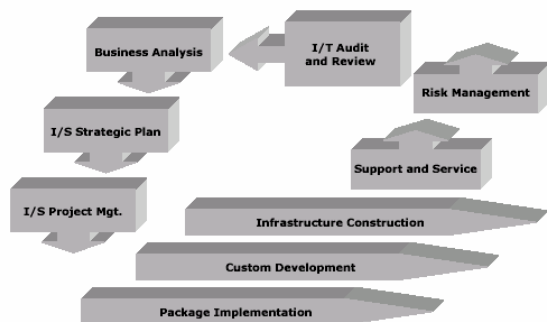 Business Analysis
I/T Audit
and Review
Risk Management
I/S Strategic Plan
Support and Service
I/S Project Mgt.
Infrastructure Construction
Custom Development
Package Implementation